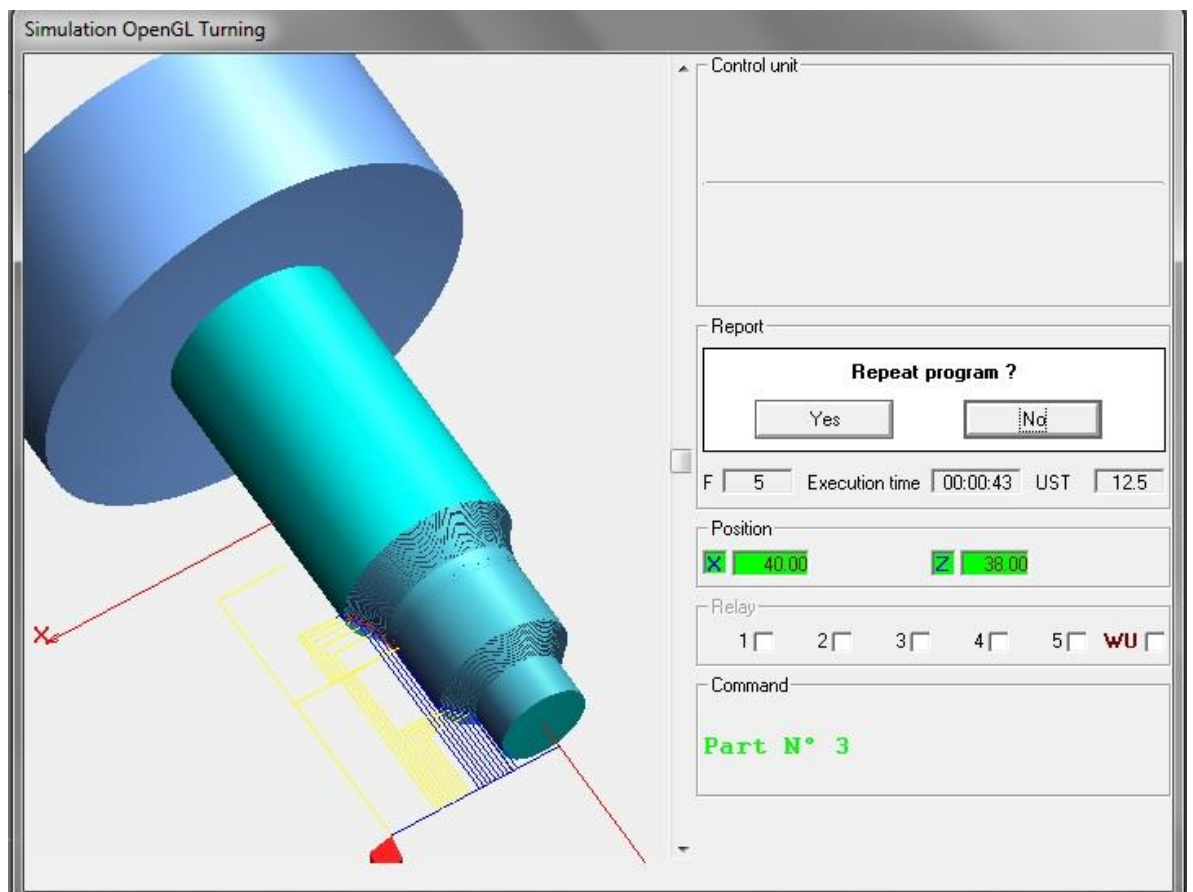 Simulation OpenGL Turning
Control unit
Report
Repeat program ?
Yes No
F 5 Execution time 00:00:43 UST 12.5
Position
X 40.00 Z 38.00
Relay
1 2 3 4 5 WU
Command
Part N° 3
X